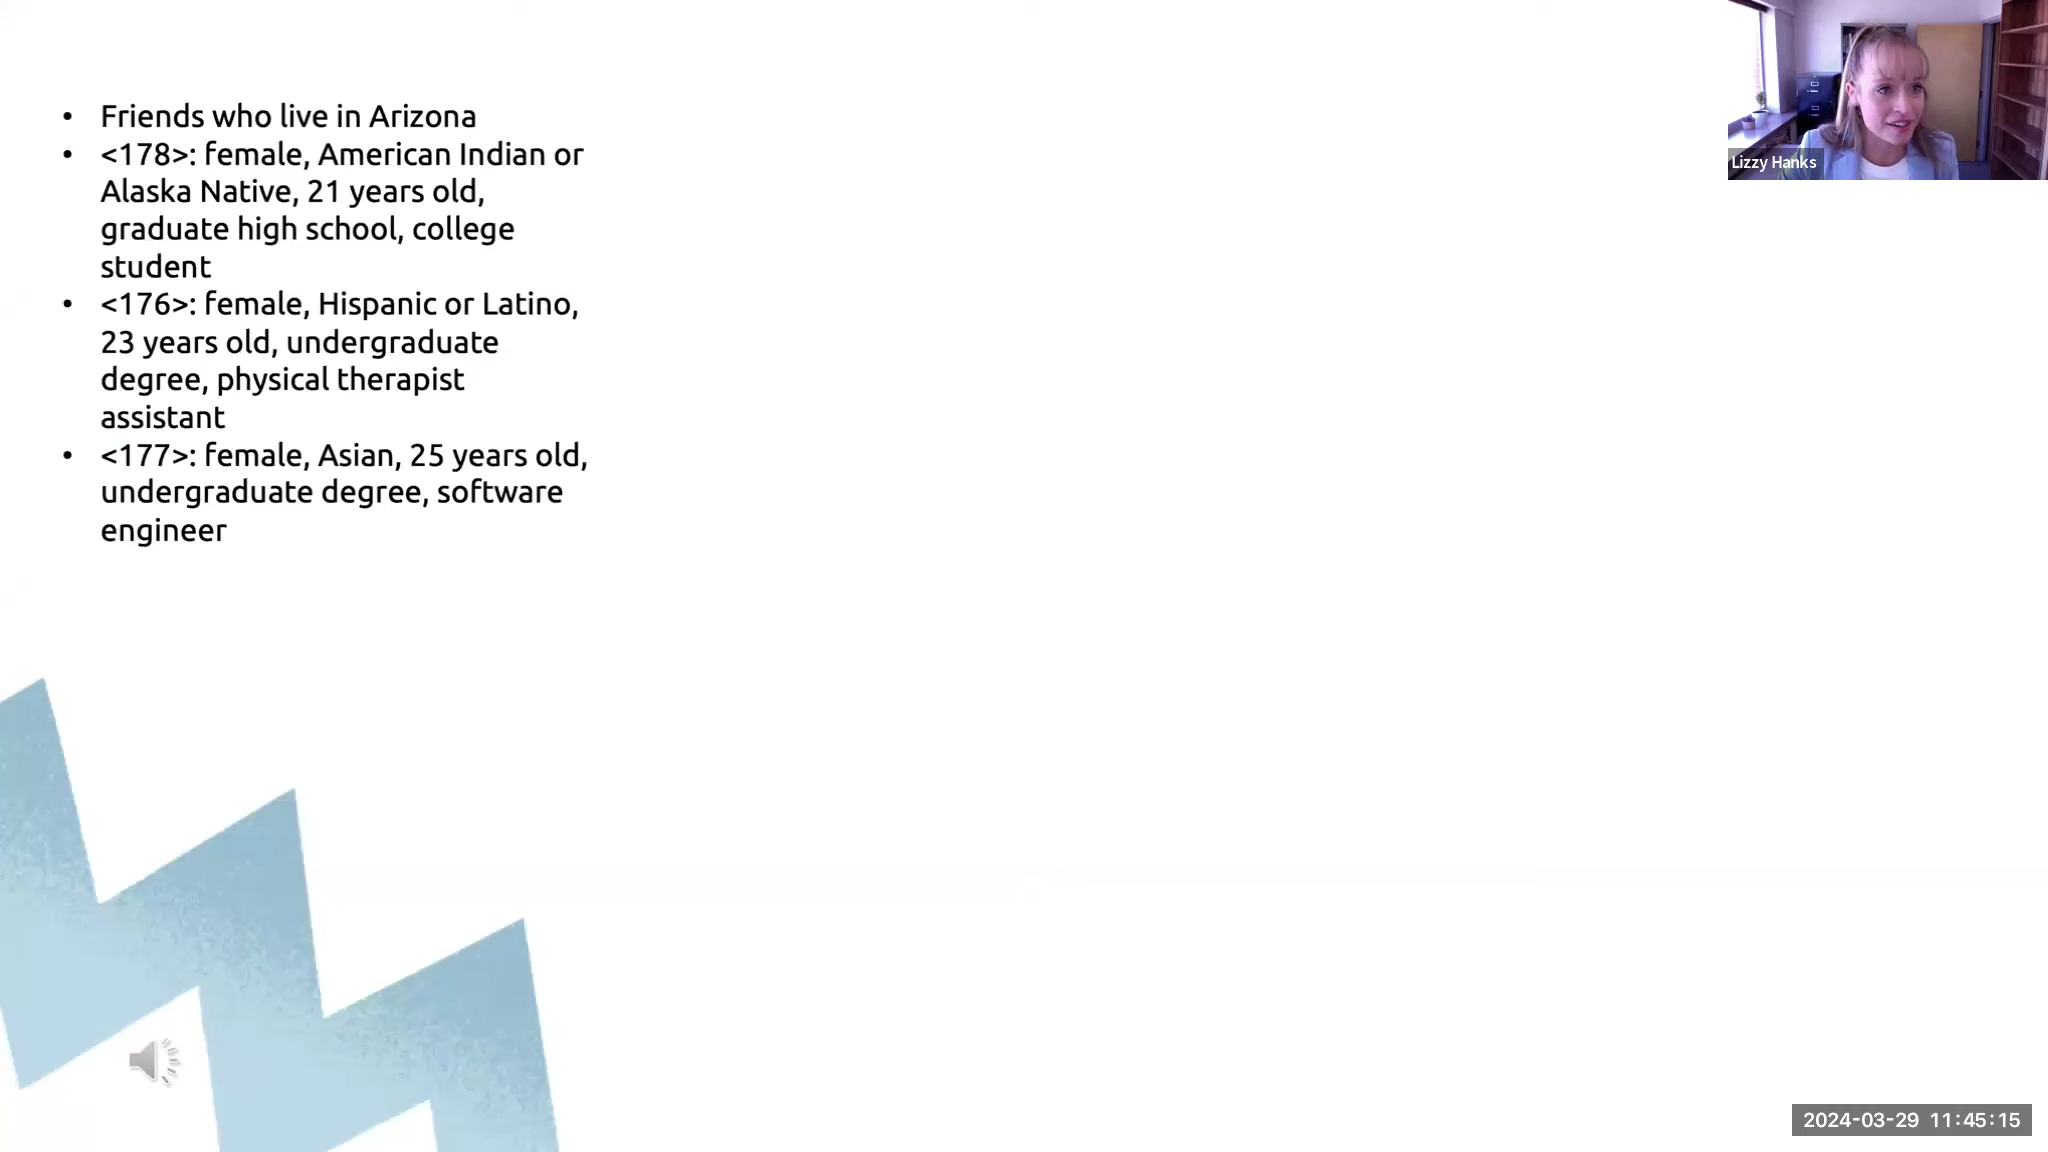 • Friends who live in Arizona
• <178>: female, American Indian or
Alaska Native, 21 years old,
graduate high school, college
student
• <176>: female, Hispanic or Latino,
23 years old, undergraduate
degree, physical therapist
assistant
• <177>: female, Asian, 25 years old,
undergraduate degree, software
engineer
Lizzy Hanks
2024-03-29 11:45:15